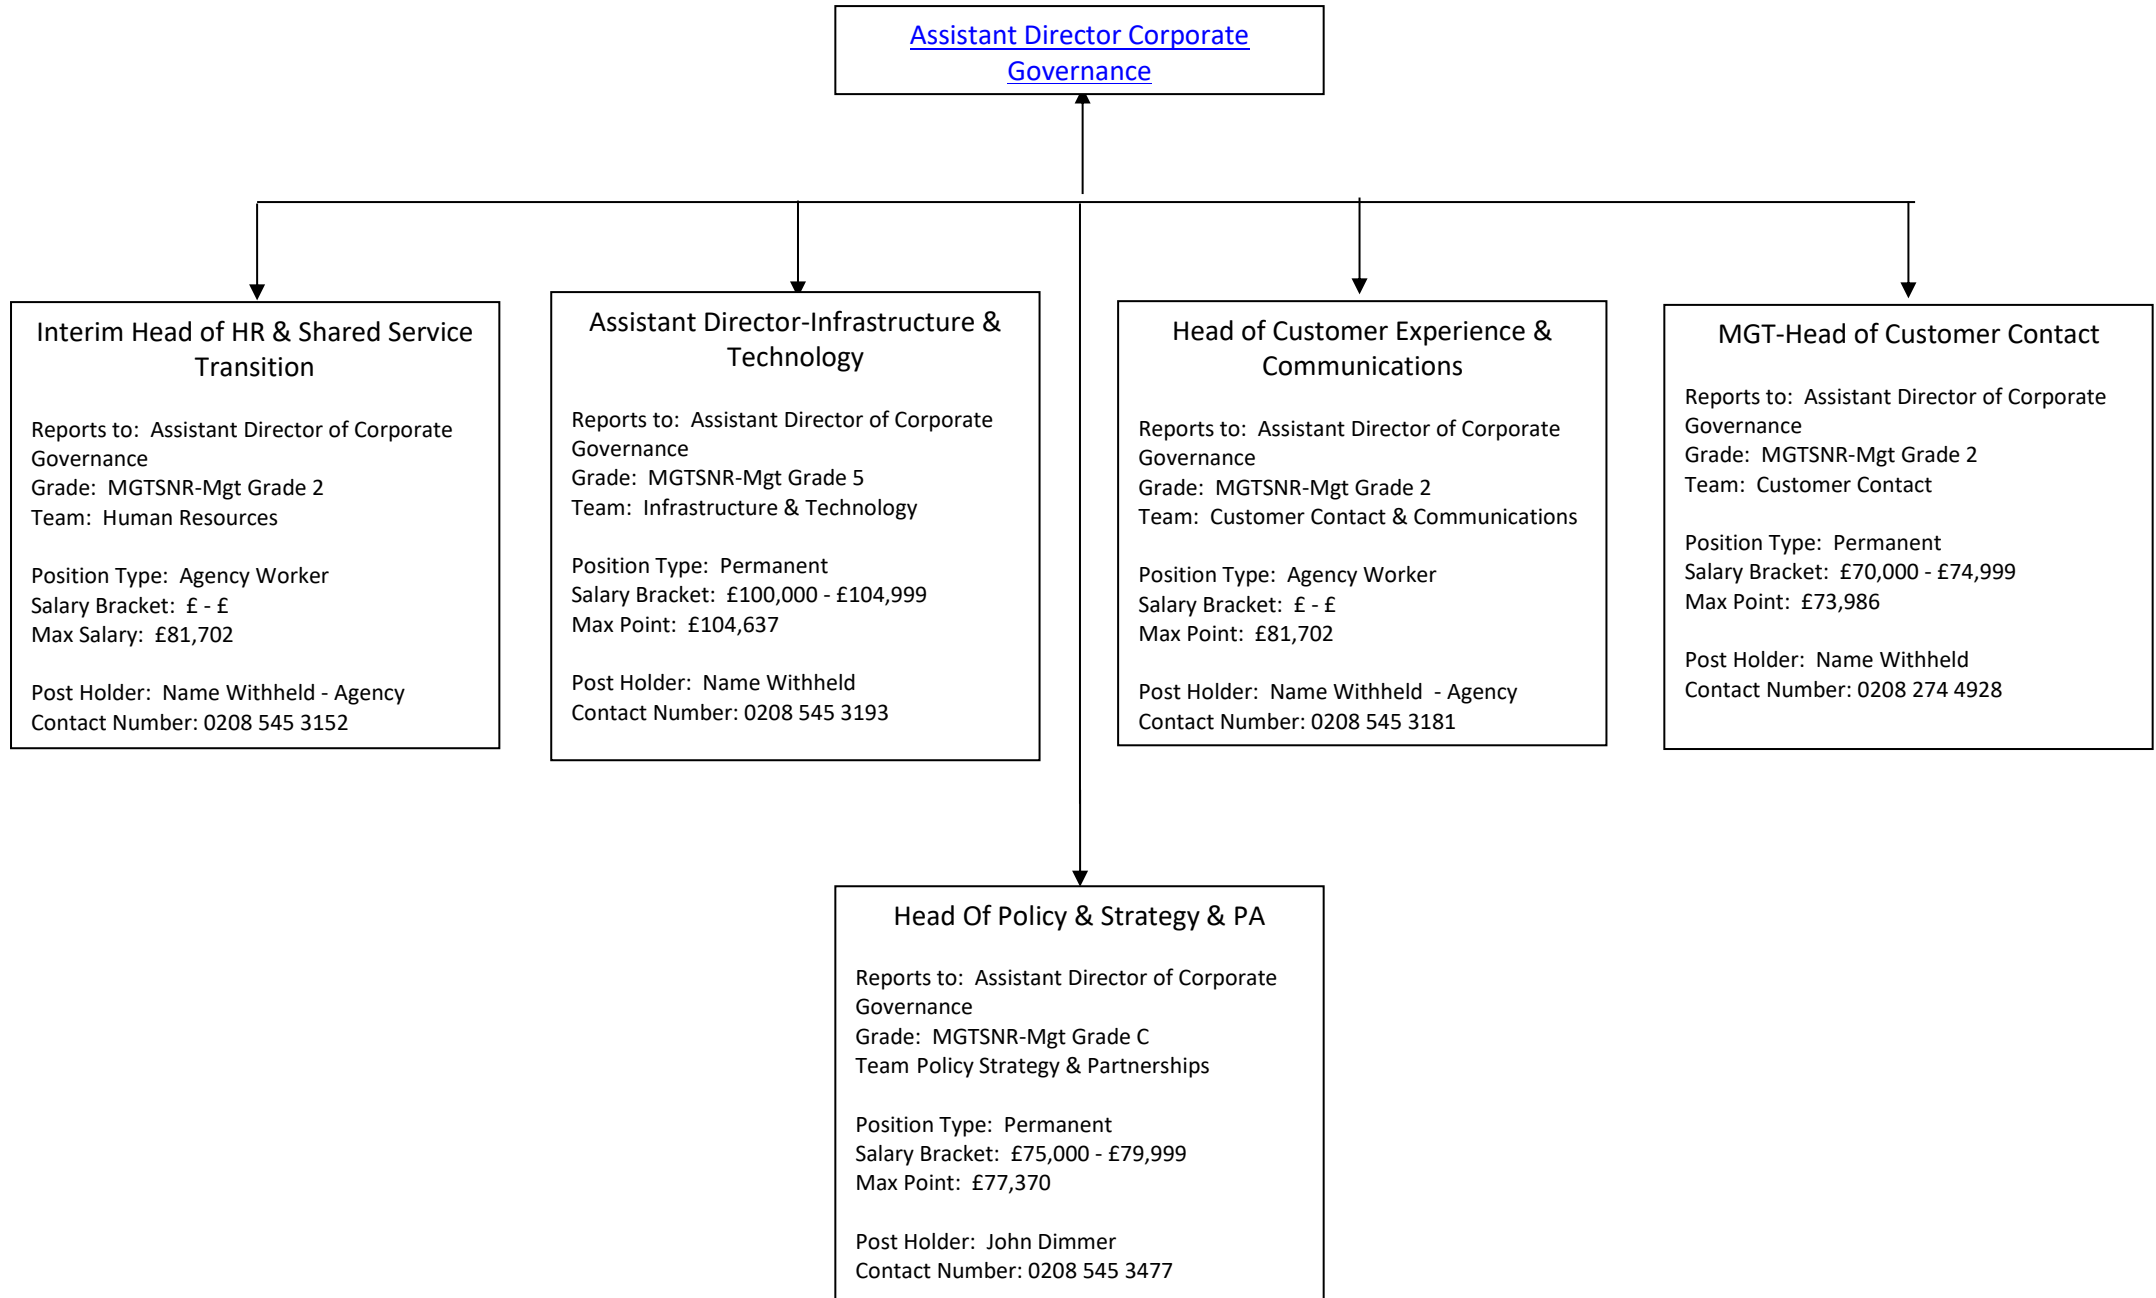 Assistant Director Corporate
Governance
Interim Head of HR & Shared Service
Transition
Reports to: Assistant Director of Corporate
Governance
Grade: MGTSNR-Mgt Grade 2
Team: Human Resources
Position Type: Agency Worker
Salary Bracket: £ - £
Max Salary: £81,702
Post Holder: Name Withheld - Agency
Contact Number: 0208 545 3152
Assistant Director-Infrastructure &
Technology
Reports to: Assistant Director of Corporate
Governance
Grade: MGTSNR-Mgt Grade 5
Team: Infrastructure & Technology
Position Type: Permanent
Salary Bracket: £100,000 - £104,999
Max Point: £104,637
Post Holder: Name Withheld
Contact Number: 0208 545 3193
Head of Customer Experience &
Communications
Reports to: Assistant Director of Corporate
Governance
Grade: MGTSNR-Mgt Grade 2
Team: Customer Contact & Communications
Position Type: Agency Worker
Salary Bracket: £ - £
Max Point: £81,702
Post Holder: Name Withheld - Agency
Contact Number: 0208 545 3181
MGT-Head of Customer Contact
Reports to: Assistant Director of Corporate
Governance
Grade: MGTSNR-Mgt Grade 2
Team: Customer Contact
Position Type: Permanent
Salary Bracket: £70,000 - £74,999
Max Point: £73,986
Post Holder: Name Withheld
Contact Number: 0208 274 4928
Head Of Policy & Strategy & PA
Reports to: Assistant Director of Corporate
Governance
Grade: MGTSNR-Mgt Grade C
Team Policy Strategy & Partnerships
Position Type: Permanent
Salary Bracket: £75,000 - £79,999
Max Point: £77,370
Post Holder: John Dimmer
Contact Number: 0208 545 3477